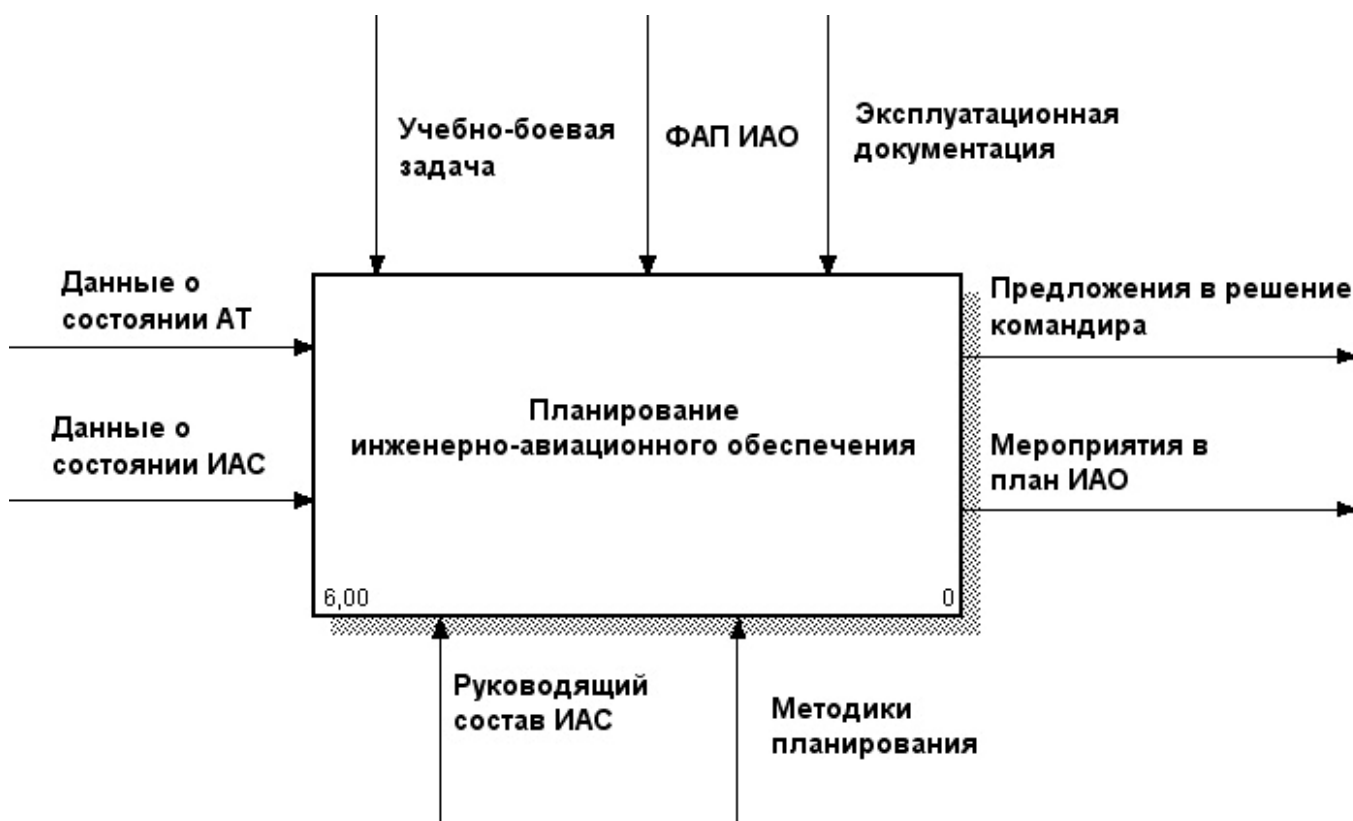 Учебно-боевая
задача
ФАП ИАО
Эксплуатационная
документация
Данные о
состоянии АТ
Данные о
состоянии ИАС
Планирование
инженерно-авиационного обеспечения
6,00
0
Предложения в решение
командира
Мероприятия в
план ИАО
Руководящий
состав ИАС
Методики
планирования